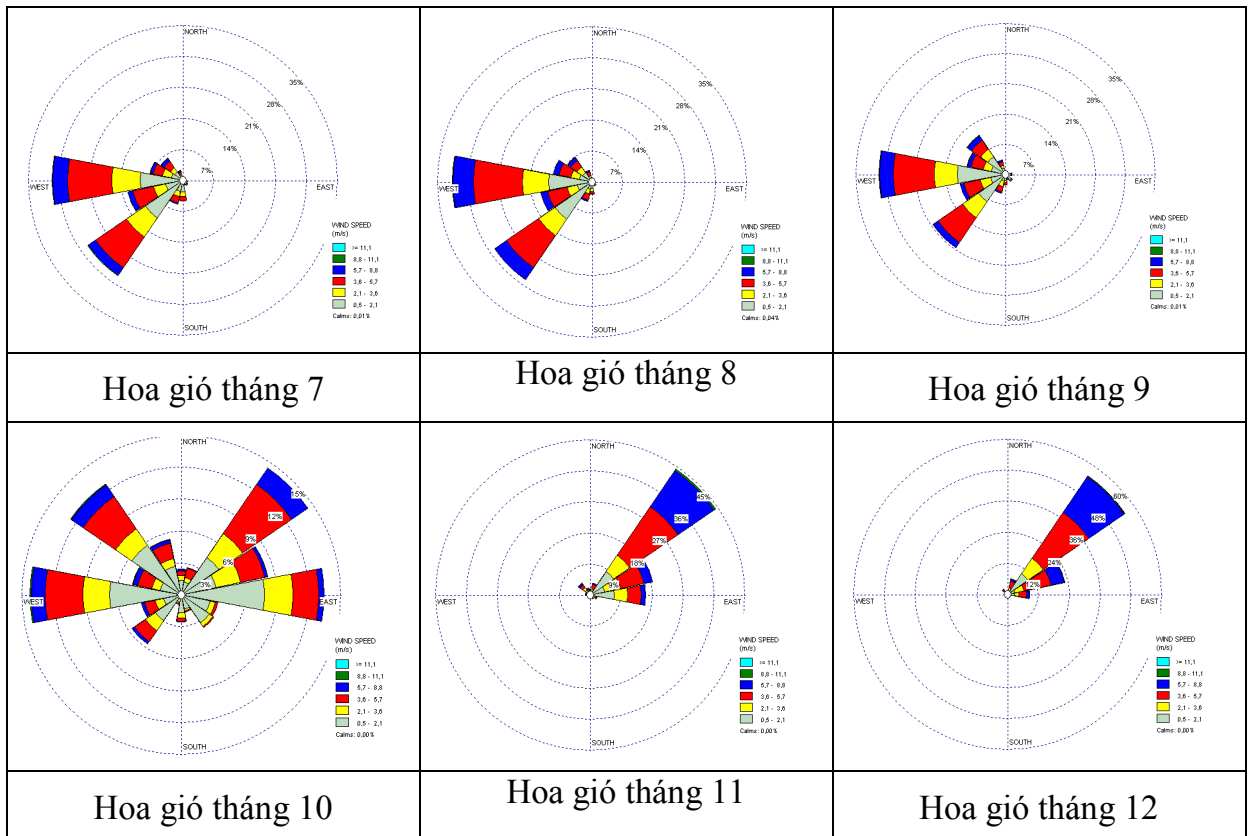 NORTH
35%
28%
21%
14%
7%
WEST
EAST
WIND SPEED
(m/s)
>= 11,1
8,8 - 11,1
5,7 - 8,8
3,6 - 5,7
2,1 - 3,6
0,5 - 2,1
Calms: 0,01%
SOUTH
NORTH
35%
28%
21%
14%
7%
WEST
EAST
WIND SPEED
(m/s)
>= 11,1
8,8 - 11,1
5,7 - 8,8
3,6 - 5,7
2,1 - 3,6
0,5 - 2,1
Calms: 0,04%
SOUTH
NORTH
35%
28%
21%
14%
7%
WEST
EAST
WIND SPEED
(m/s)
>= 11,1
8,8 - 11,1
5,7 - 8,8
3,6 - 5,7
2,1 - 3,6
0,5 - 2,1
Calms: 0,01%
SOUTH
Hoa gió tháng 7
Hoa gió tháng 8
Hoa gió tháng 9
NORTH
15%
12%
9%
6%
3%
WEST
EAST
WIND SPEED
(m/s)
>= 11,1
8,8 - 11,1
5,7 - 8,8
3,6 - 5,7
2,1 - 3,6
0,5 - 2,1
Calms: 0,00%
SOUTH
NORTH
45%
36%
27%
18%
9%
WEST
EAST
WIND SPEED
(m/s)
>= 11,1
8,8 - 11,1
5,7 - 8,8
3,6 - 5,7
2,1 - 3,6
0,5 - 2,1
Calms: 0,00%
SOUTH
NORTH
60%
48%
36%
24%
12%
WEST
EAST
WIND SPEED
(m/s)
>= 11,1
8,8 - 11,1
5,7 - 8,8
3,6 - 5,7
2,1 - 3,6
0,5 - 2,1
Calms: 0,00%
SOUTH
Hoa gió tháng 10
Hoa gió tháng 11
Hoa gió tháng 12